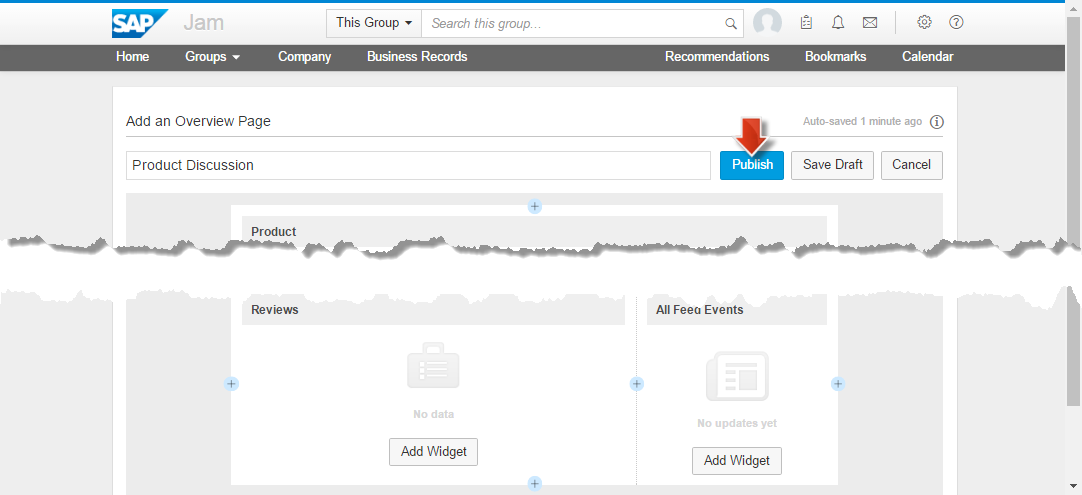 SAP Jam This Group Search this group...
Home Groups Company Business Records Recommendations Bookmarks Calendar
Add an Overview Page Auto-saved 1 minute ago
Product Discussion Publish Save Draft Cancel
Product
Reviews All Feed Events
No data
No updates yet
Add Widget
Add Widget